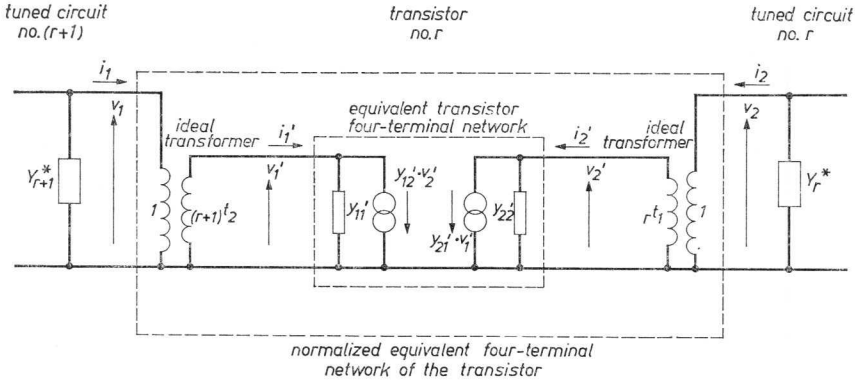 tuned circuit
no.(r+1)
transistor
no.r
tuned circuit
no. r
i1
i2
v1
v2
equivalent transistor
four-terminal network
ideal
transformer
i1'
i2'
ideal
transformer
Yr+1*
1
(r+1)t2
v1'
y11'
y12'·v2'
y21'·v1'
y22'
v2'
rt1
1
Yr*
normalized equivalent four-terminal
network of the transistor